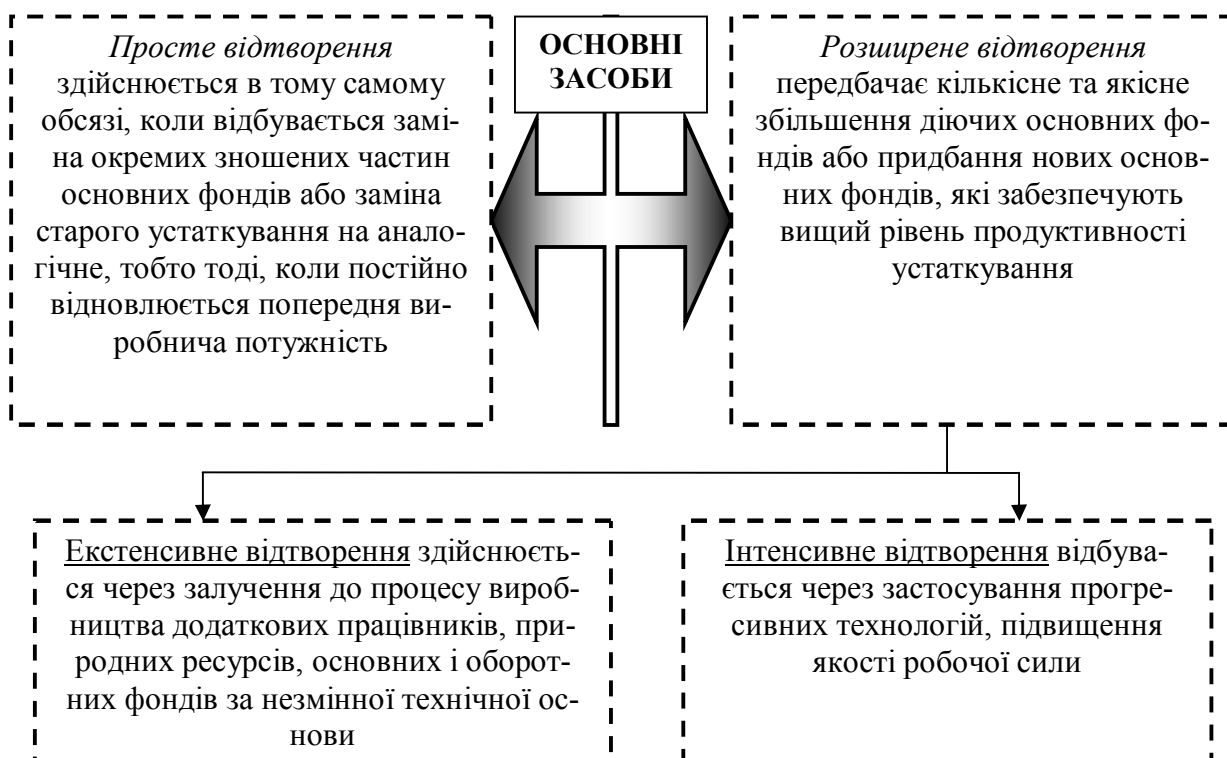 Просте відтворення
здійснюється в тому самому
обсязі, коли відбувається замі-
на окремих зношених частин
основних фондів або заміна
старого устаткування на анало-
гічне, тобто тоді, коли постійно
відновлюється попередня ви-
робнича потужність
ОСНОВНІ
ЗАСОБИ
Розширене відтворення
передбачає кількісне та якісне
збільшення діючих основних фо-
ндів або придбання нових основ-
них фондів, які забезпечують
вищий рівень продуктивності
устаткування
Екстенсивне відтворення здійснюєть-
ся через залучення до процесу вироб-
ництва додаткових працівників, при-
родних ресурсів, основних і оборот-
них фондів за незмінної технічної ос-
нови
Інтенсивне відтворення відбува-
ється через застосування прогре-
сивних технологій, підвищення
якості робочої сили